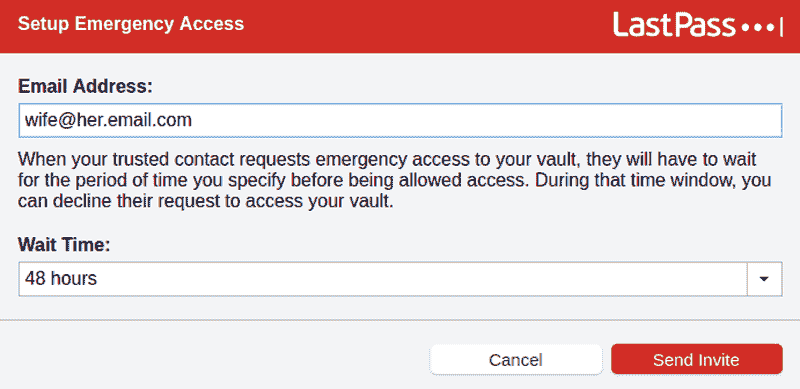 Setup Emergency Access
LastPass•••|
Email Address:
wife@her.email.com
When your trusted contact requests emergency access to your vault, they will have to wait
for the period of time you specify before being allowed access. During that time window, you
can decline their request to access your vault.
Wait Time:
48 hours
Cancel
Send Invite